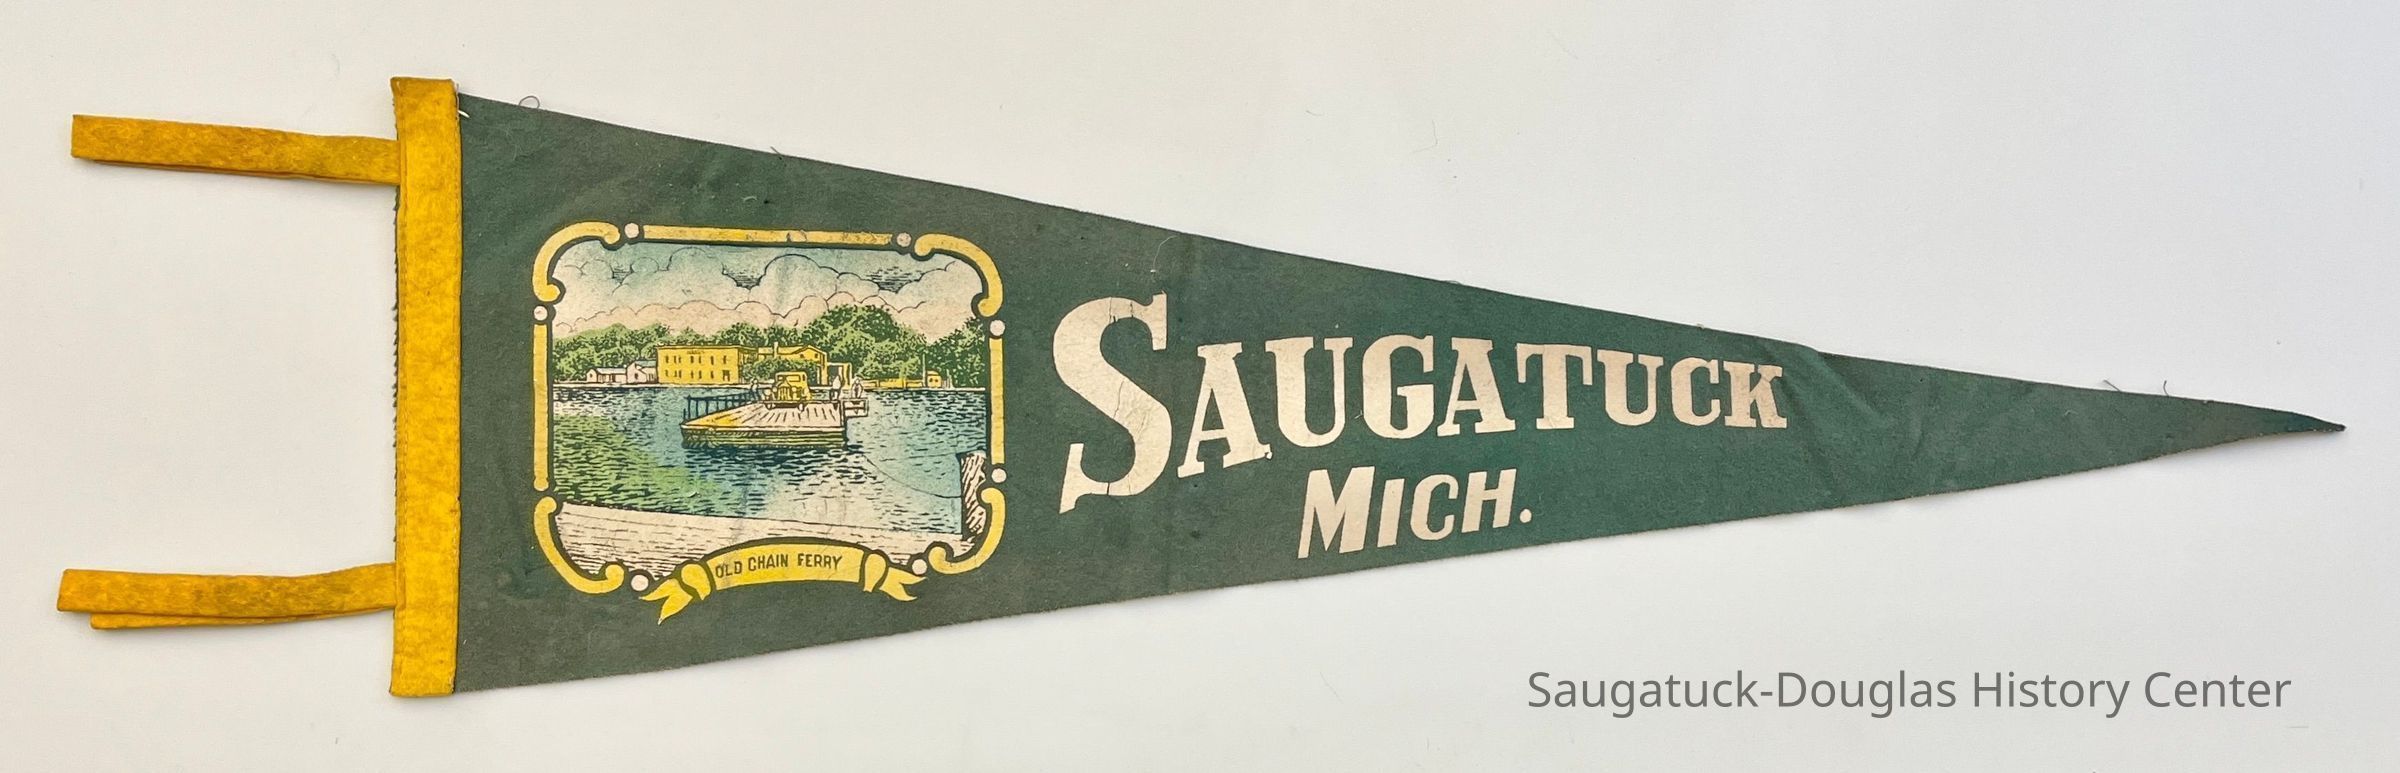 SAUGATUCK
MICH.
OLD CHAIN FERRY
Saugatuck-Douglas History Center